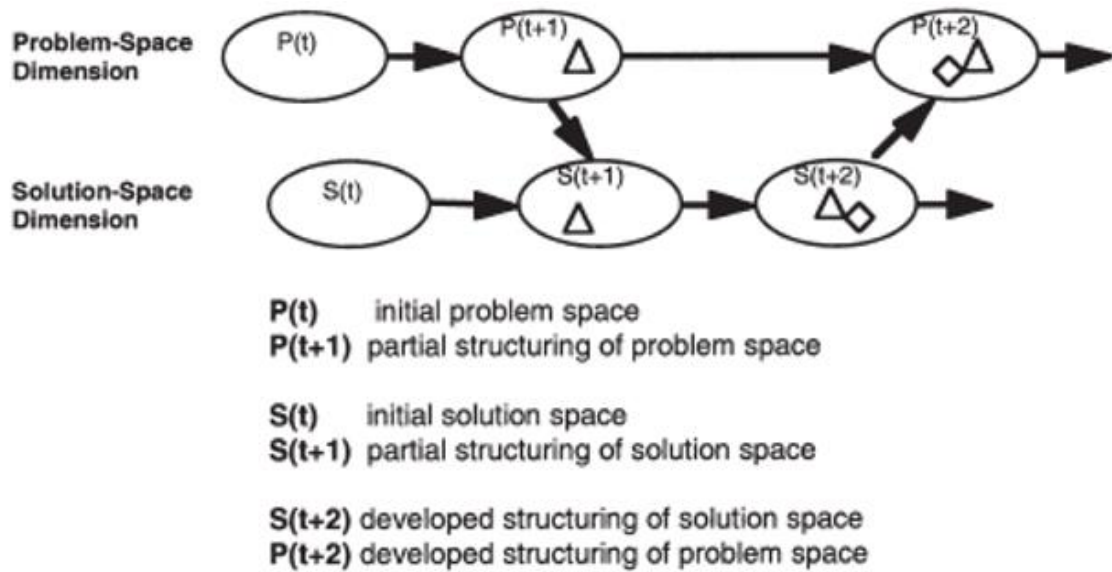 Problem-Space
Dimension
P(t)
P(t+1)
P(t+2)
Solution-Space
Dimension
S(t)
S(t+1)
S(t+2)
P(t) initial problem space
P(t+1) partial structuring of problem space
S(t) initial solution space
S(t+1) partial structuring of solution space
S(t+2) developed structuring of solution space
P(t+2) developed structuring of problem space